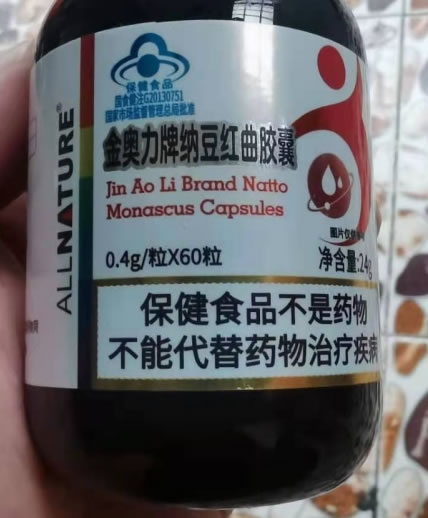 保健食品
国食健注G20130751
国家市场监督管理总局批准
ALLNATURE®
金奥力牌纳豆红曲胶囊
Jin Ao Li Brand Natto
Monascus Capsules
图片仅供
0.4g/粒X60粒
净含量:24g
保健食品不是药物
不能代替药物治疗疾病